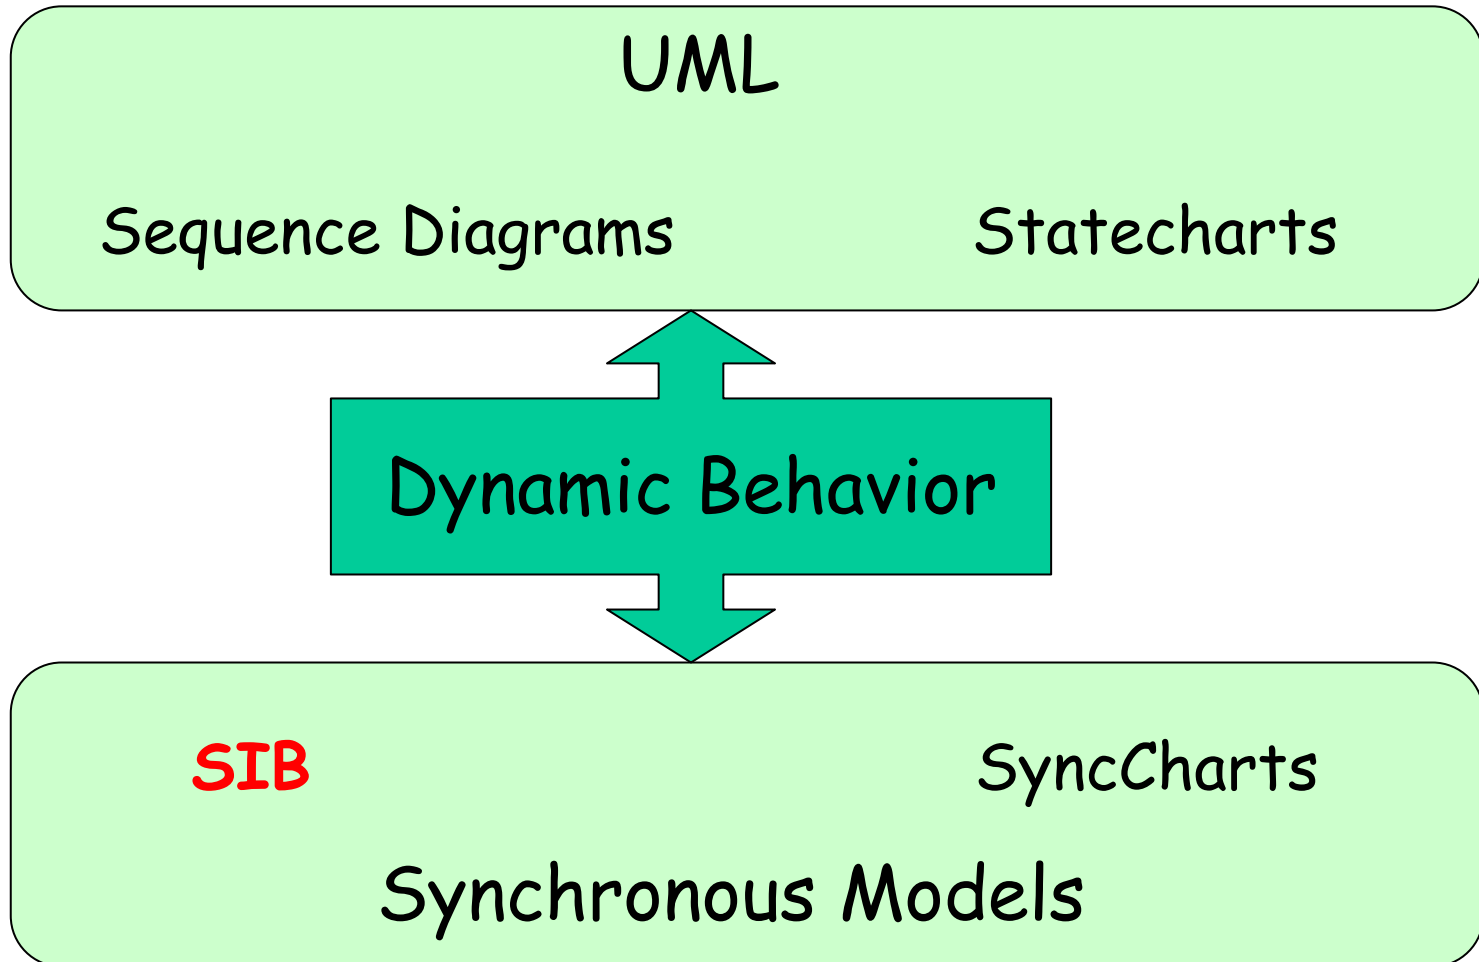 UML
Sequence Diagrams Statecharts
Dynamic Behavior
SIB SyncCharts
Synchronous Models